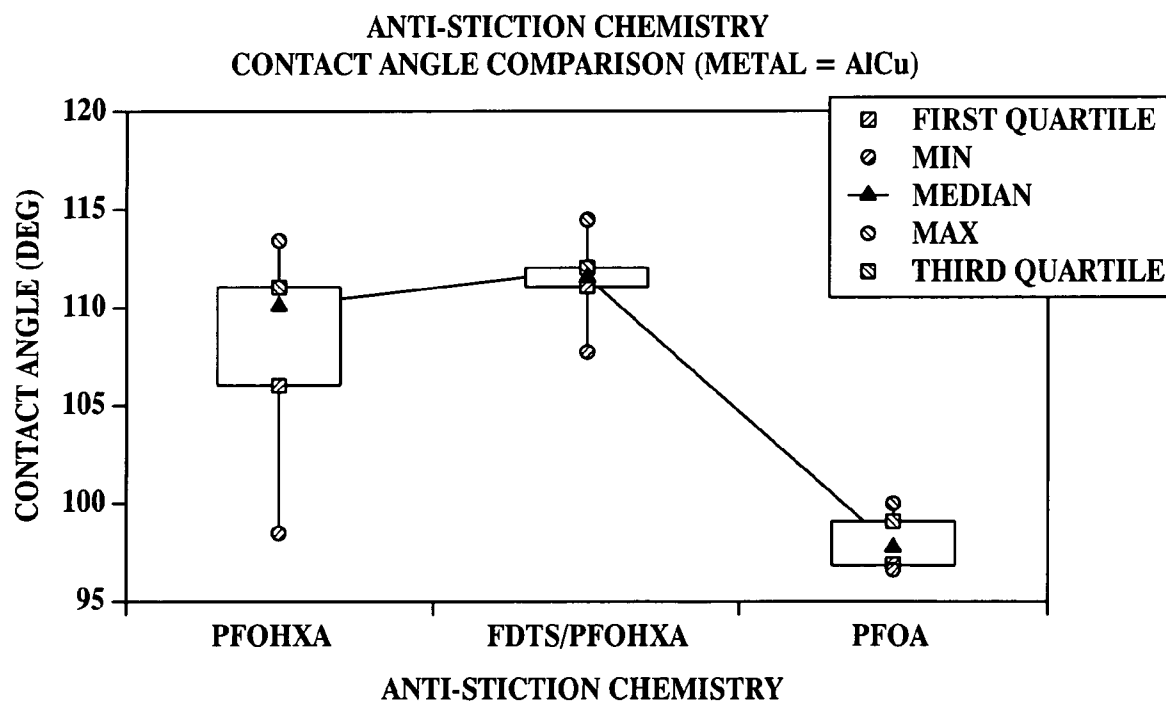 ANTI-STICTION CHEMISTRY
CONTACT ANGLE COMPARISON (METAL = AlCu)
120
115
110
105
100
95
CONTACT ANGLE (DEG)
FIRST QUARTILE
MIN
MEDIAN
MAX
THIRD QUARTILE
PFOHXA
FDTS/PFOHXA
PFOA
ANTI-STICTION CHEMISTRY